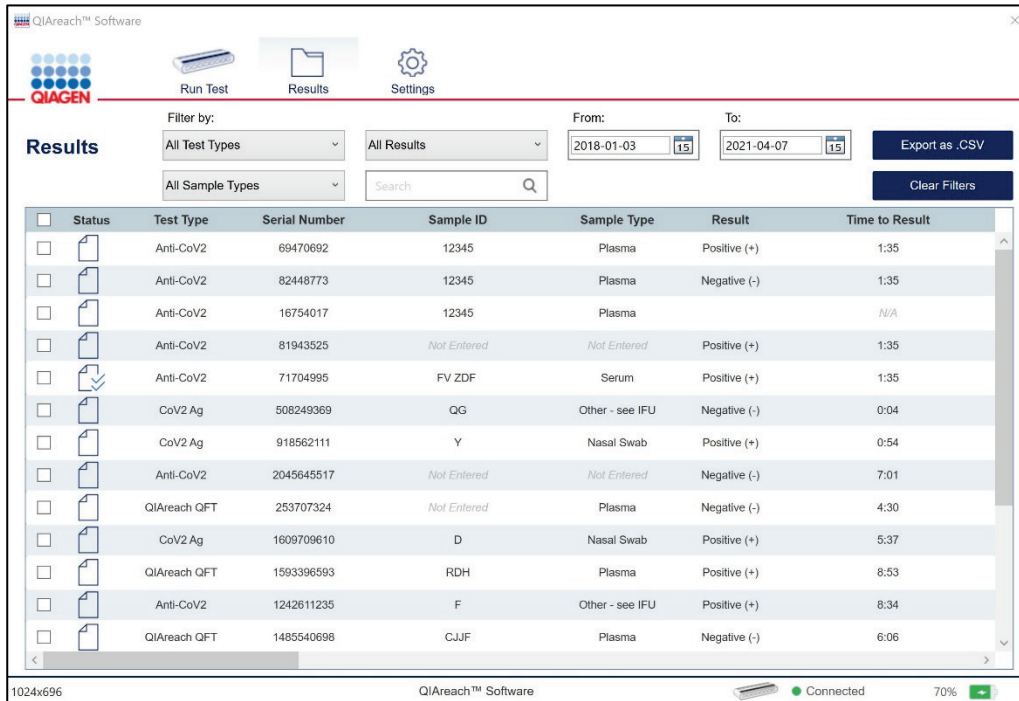 QIAreach™ Software
QIAGEN
Run Test
Results
Settings
Results
Filter by:
From:
To:
All Test Types
All Results
2018-01-03
15
2021-04-07
15
Export as .CSV
All Sample Types
Search
Clear Filters
Status Test Type Serial Number Sample ID Sample Type Result Time to Result
Anti-CoV2 69470692 12345 Plasma Positive (+) 1:35
Anti-CoV2 82448773 12345 Plasma Negative (-) 1:35
Anti-CoV2 16754017 12345 Plasma N/A
Anti-CoV2 81943525 Not Entered Not Entered Positive (+) 1:35
Anti-CoV2 71704995 FV ZDF Serum Positive (+) 1:35
CoV2 Ag 508249369 QG Other - see IFU Negative (-) 0:04
CoV2 Ag 918562111 Y Nasal Swab Positive (+) 0:54
Anti-CoV2 2045645517 Not Entered Not Entered Negative (-) 7:01
QIAreach QFT 253707324 Not Entered Plasma Negative (-) 4:30
CoV2 Ag 1609709610 D Nasal Swab Positive (+) 5:37
QIAreach QFT 1593396593 RDH Plasma Positive (+) 8:53
Anti-CoV2 1242611235 F Other - see IFU Positive (+) 8:34
QIAreach QFT 1485540698 CJJF Plasma Negative (-) 6:06
1024x696 QIAreach™ Software Connected 70%